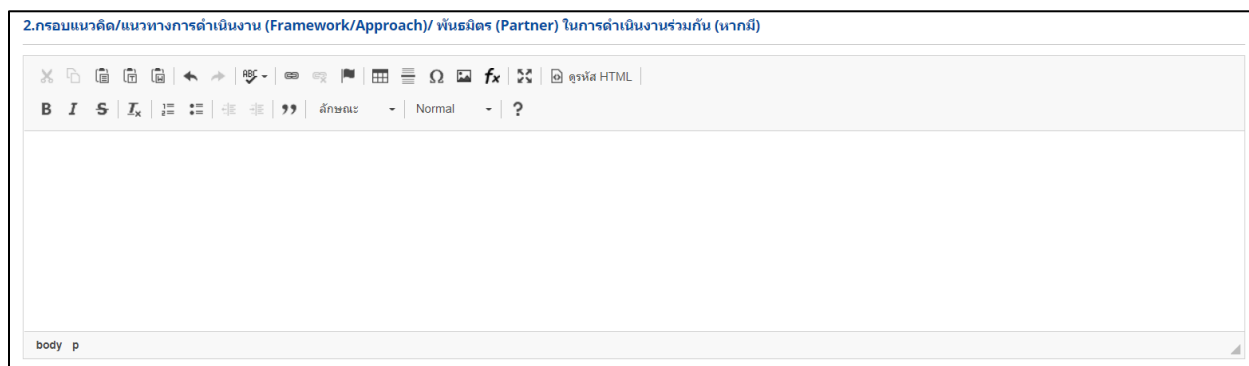 2.กรอบแนวคิด/แนวทางการดำเนินงาน (Framework/Approach)/ พันธมิตร (Partner) ในการดำเนินงานร่วมกัน (หากมี)
ดูรหัส HTML
B I S Ix ลักษณะ Normal ?
body p